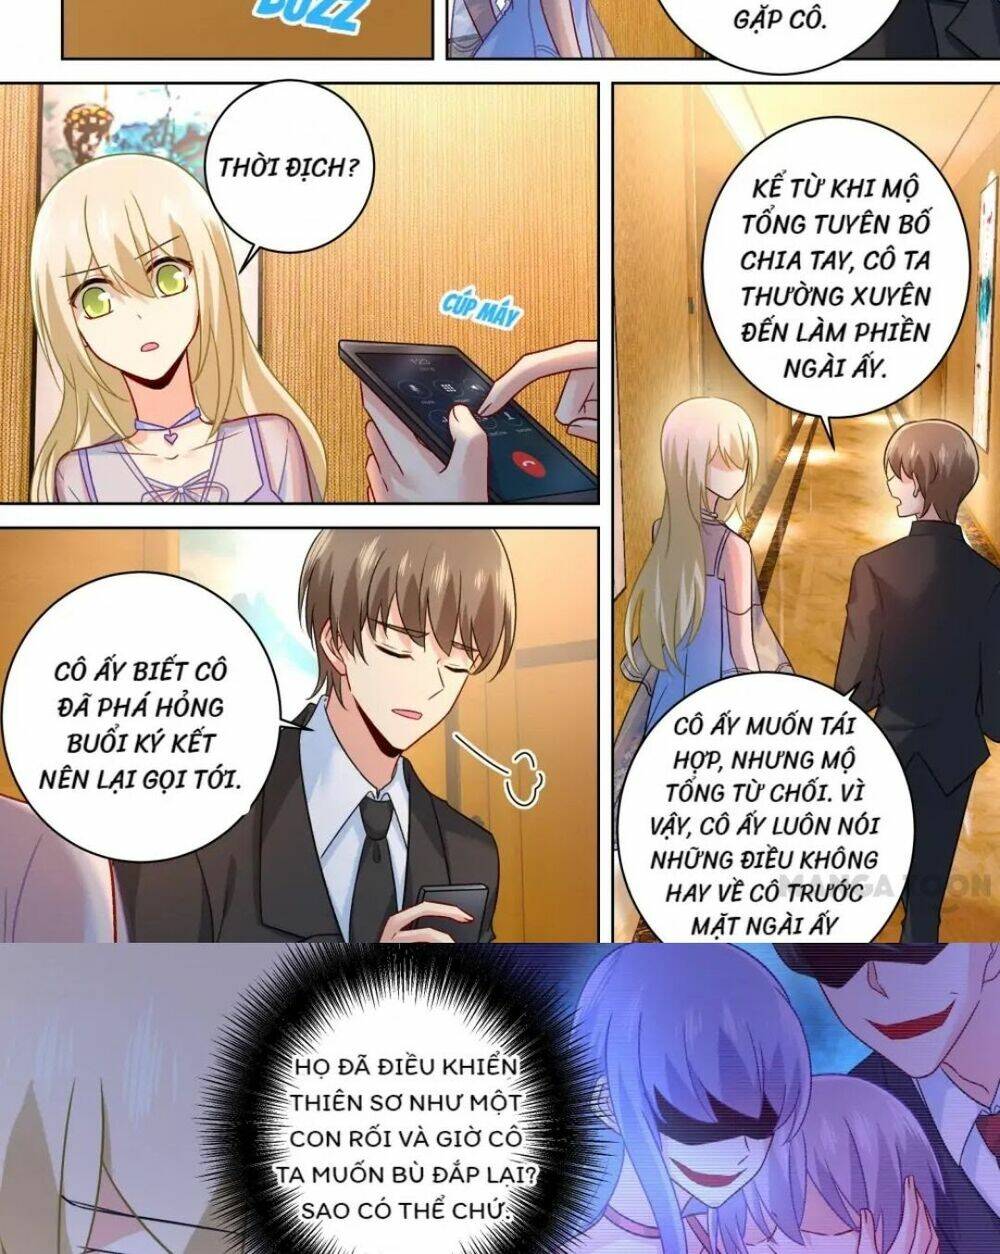 BUZZ
GẶP CÔ.
THỜI ĐỊCH?
CÚP MÁY
KỂ TỪ KHI MỘ
TỔNG TUYÊN BỐ
CHIA TAY, CÔ TA
THƯỜNG XUYÊN
ĐẾN LÀM PHIỀN
NGÀI ẤY.
CÔ ẤY BIẾT CÔ
ĐÃ PHÁ HỎNG
BUỔI KÝ KẾT
NÊN LẠI GỌI TỚI.
CÔ ẤY MUỐN TÁI
HỢP, NHƯNG MỘ
TỔNG TỪ CHỐI. VÌ
VẬY, CÔ ẤY LUÔN NÓI
NHỮNG ĐIỀU KHÔNG
HAY VỀ CÔ TRƯỚC
MẶT NGÀI ẤY
MANGATOON
HỌ ĐÃ ĐIỀU KHIỂN
THIÊN SƠ NHƯ MỘT
CON RỐI VÀ GIỜ CÔ
TA MUỐN BÙ ĐẮP LẠI?
SAO CÓ THỂ CHỨ.